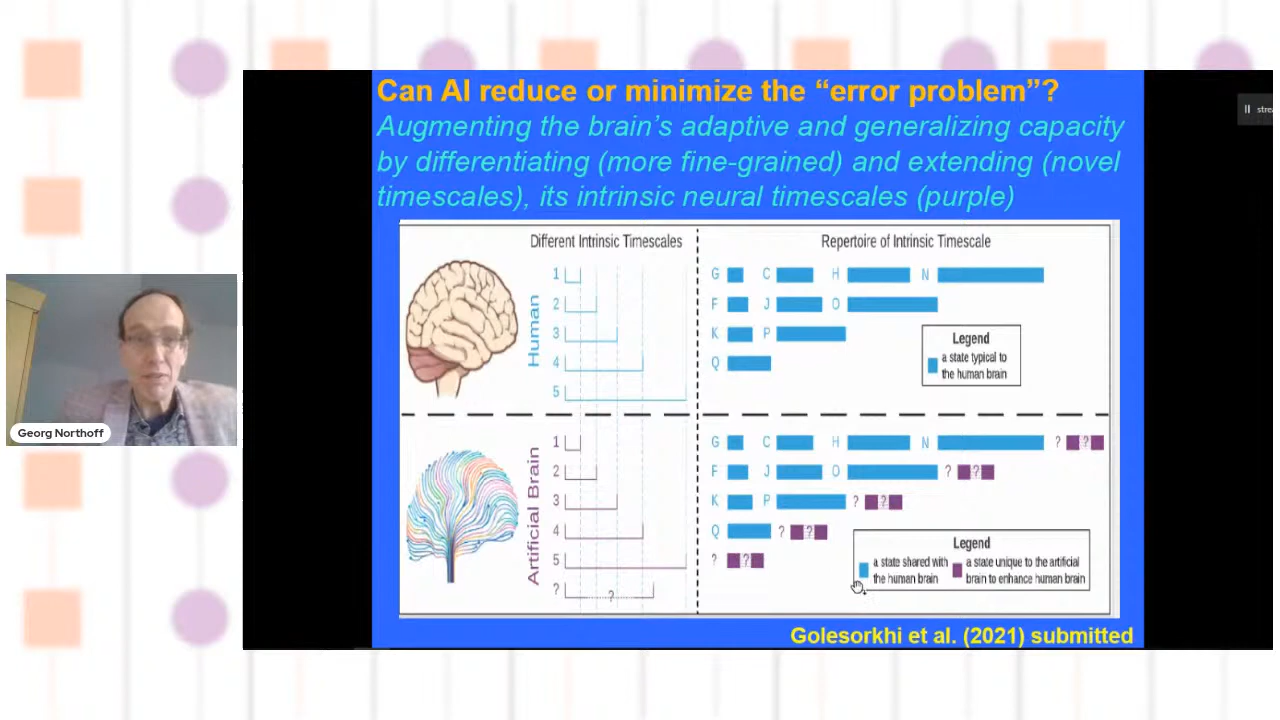 Can AI reduce or minimize the “error problem”?
Augmenting the brain’s adaptive and generalizing capacity
by differentiating (more fine-grained) and extending (novel
timescales), its intrinsic neural timescales (purple)
Different Intrinsic Timescales
Human
1
2
3
4
5
Repertoire of Intrinsic Timescale
G C H N
F J O
K P
Q
Legend
a state typical to
the human brain
Artificial Brain
1
2
3
4
5
? ?
G C H N ? ?
F J O ? ?
K P ? ?
Q ? ?
? ?
Legend
a state shared with
the human brain
a state unique to the artificial
brain to enhance human brain
Golesorkhi et al. (2021) submitted
Georg Northoff